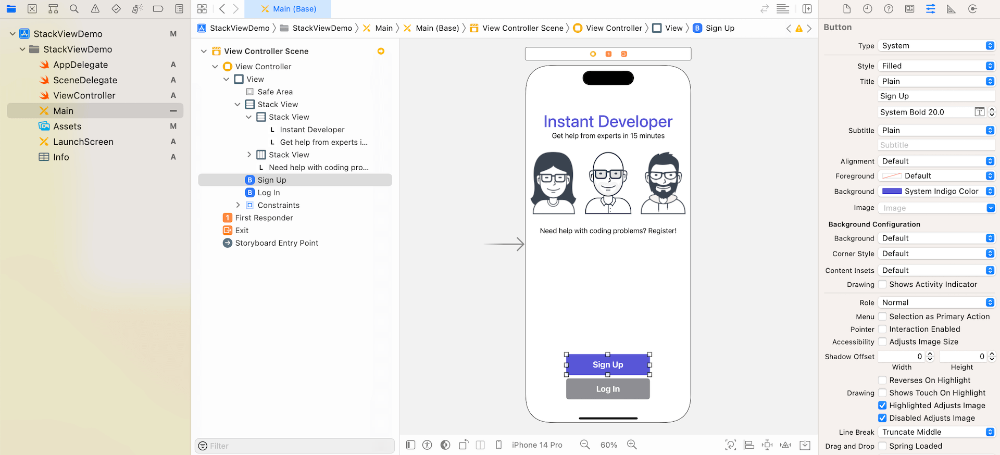 Main (Base)
StackViewDemo
StackViewDemo
Main
Main (Base)
View Controller Scene
View Controller
View
B
Sign Up
StackViewDemo
M
StackViewDemo
AppDelegate
A
SceneDelegate
A
ViewController
A
Main
Assets
M
LaunchScreen
A
Info
A
View Controller Scene
View Controller
View
Safe Area
Stack View
Stack View
L Instant Developer
L Get help from experts i...
Stack View
L Need help with coding pro...
B Sign Up
B Log In
Constraints
1 First Responder
Exit
Storyboard Entry Point
Filter
1
Instant Developer
Get help from experts in 15 minutes
Need help with coding problems? Register!
Sign Up
Log In
iPhone 14 Pro
60%
Button
Type System
Style Filled
Title Plain
Sign Up
System Bold 20.0
T
Subtitle Plain
Subtitle
Alignment Default
Foreground Default
Background System Indigo Color
Image Image
Background Configuration
Background Default
Corner Style Default
Content Insets Default
Drawing Shows Activity Indicator
Role Normal
Menu Selection as Primary Action
Pointer Interaction Enabled
Accessibility Adjusts Image Size
Shadow Offset 0 0
Width Height
Reverses On Highlight
Drawing Shows Touch On Highlight
Highlighted Adjusts Image
Disabled Adjusts Image
Line Break Truncate Middle
Drag and Drop Spring Loaded